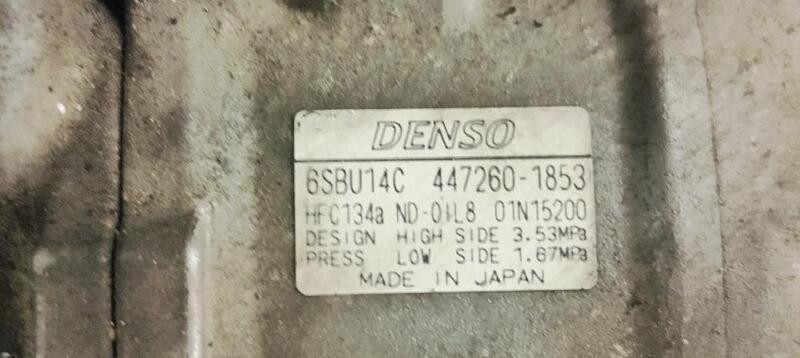 DENSO
6SBU14C 447260-1853
HFC134a ND-OIL8 01N15200
DESIGN HIGH SIDE 3.53MPa
PRESS LOW SIDE 1.67MPa
MADE IN JAPAN